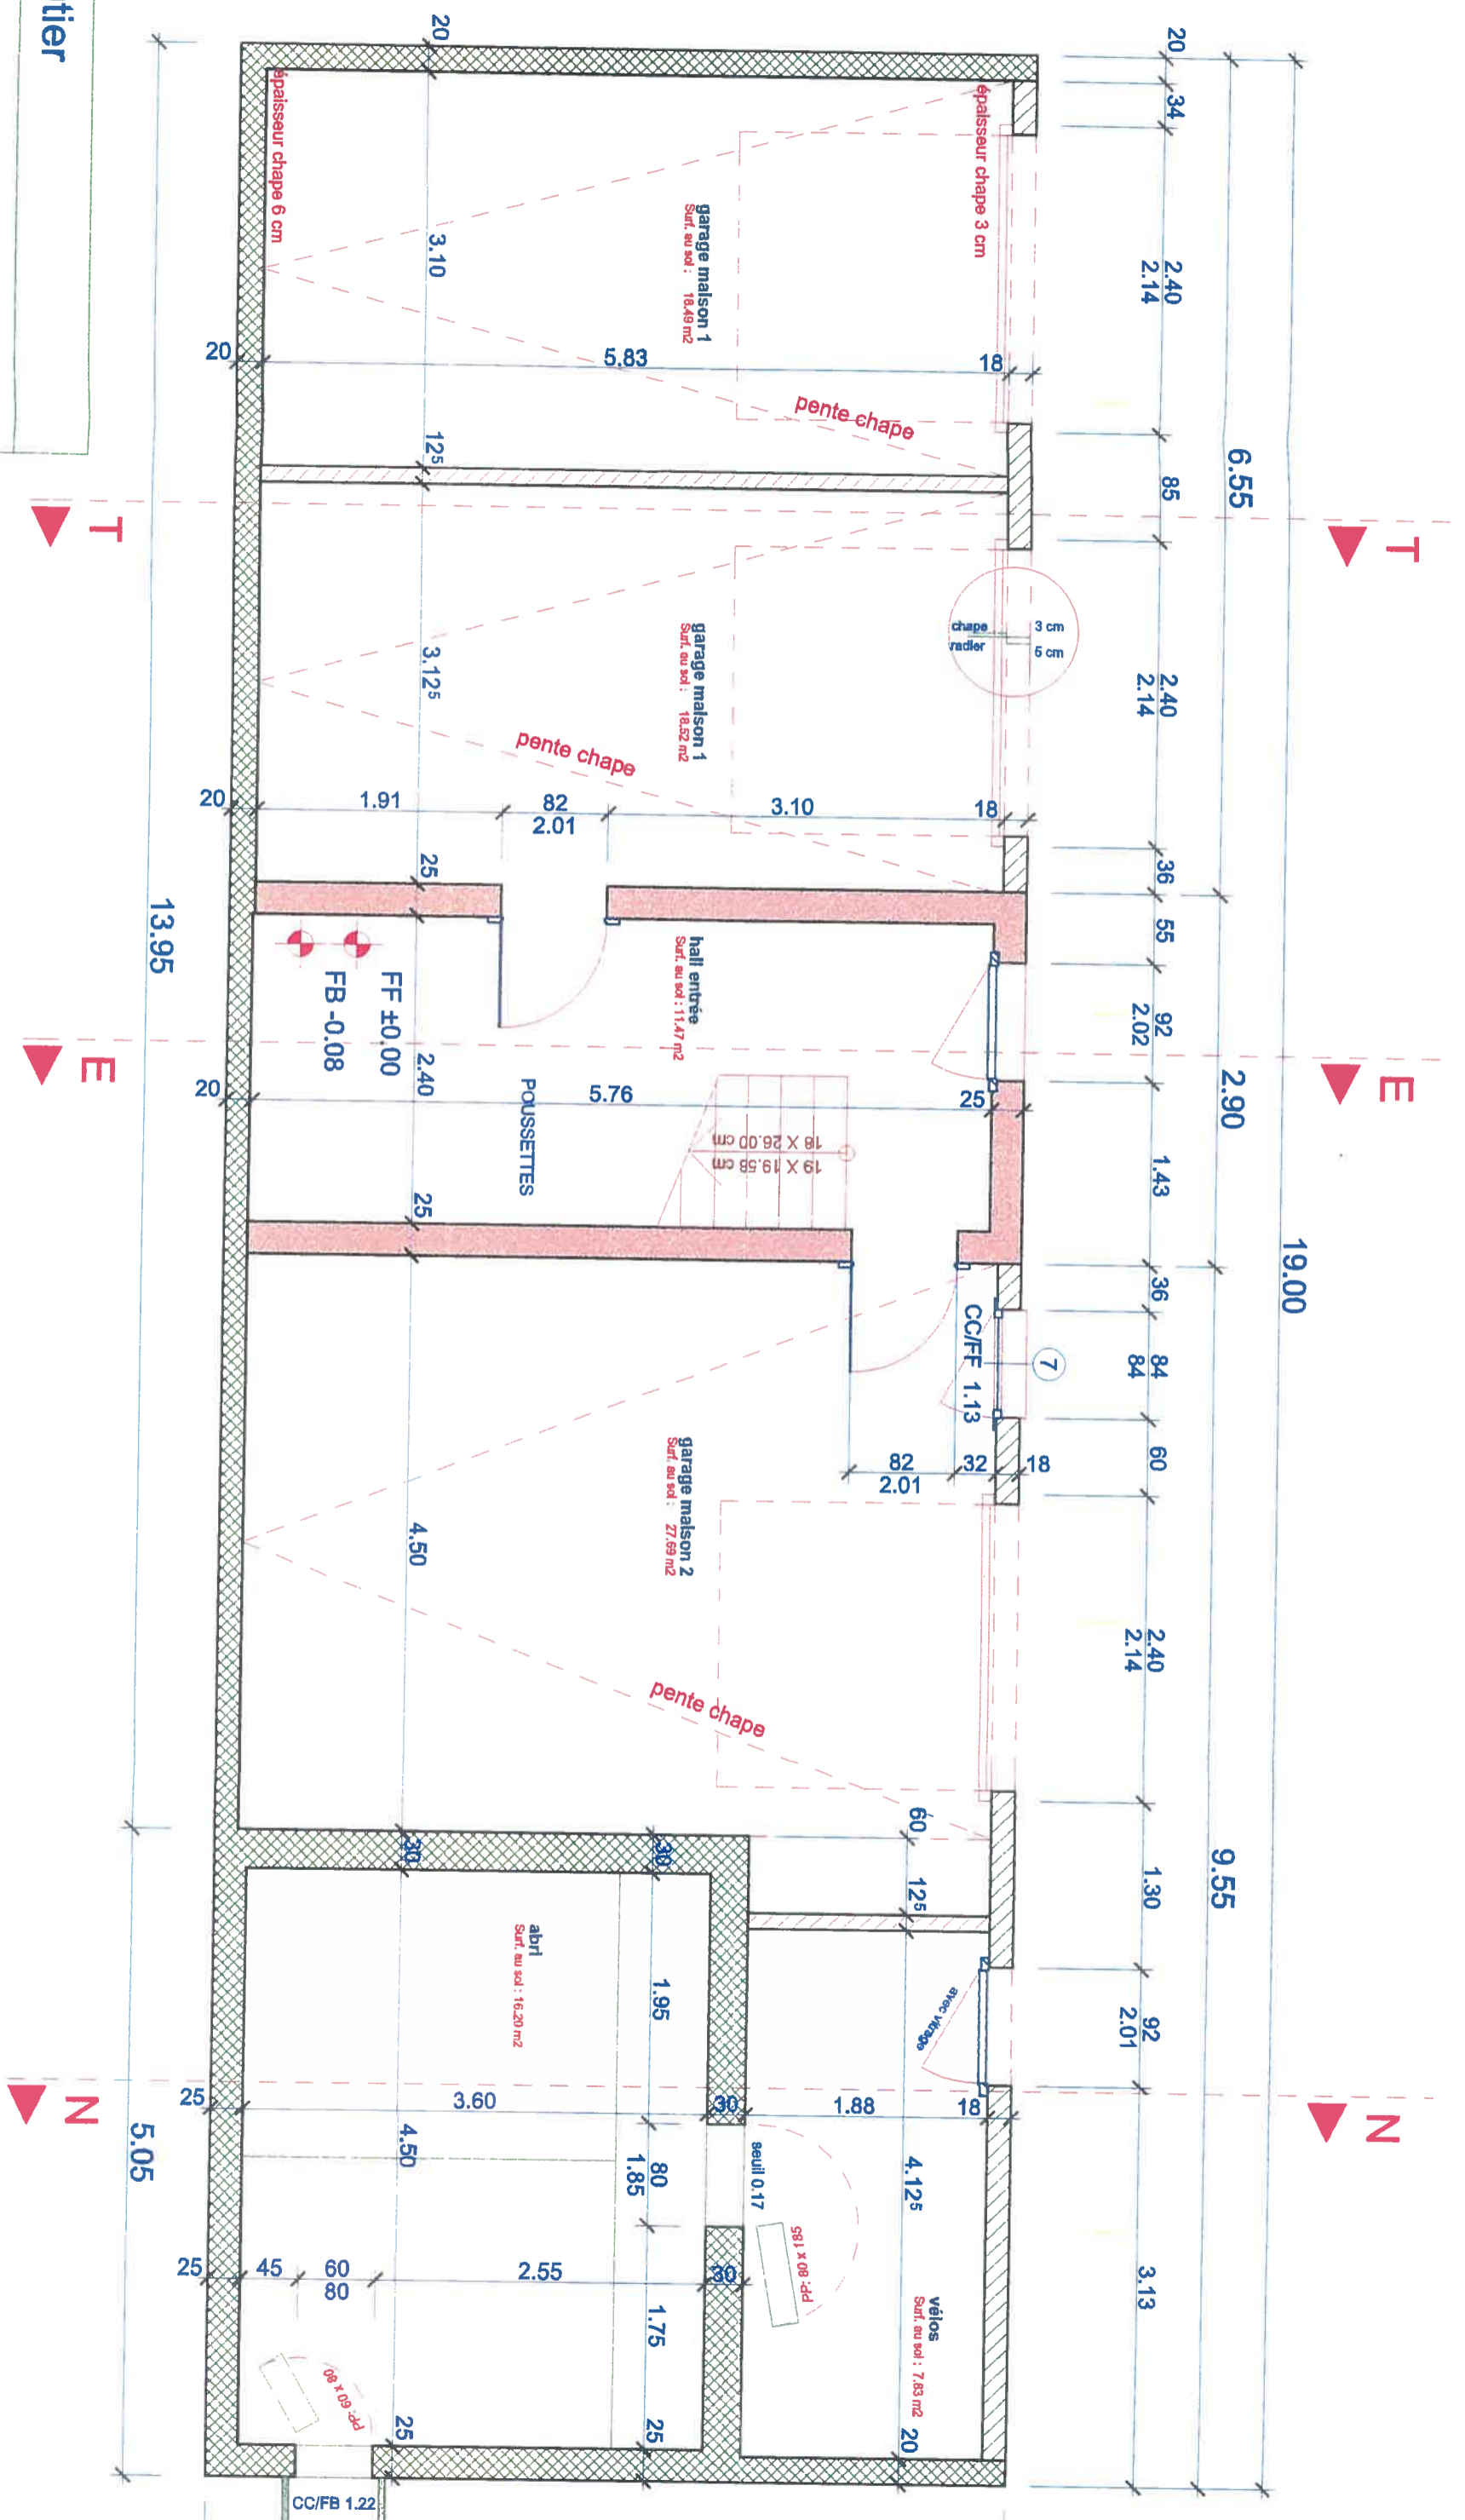 tier
19.00
6.55
2.90
9.55
20
34
2.40
2.14
85
2.40
2.14
36
55
92
2.02
1.43
36
84
84
60
2.40
2.14
1.30
92
2.01
3.13
T
T
E
E
N
N
épaisseur chape 3 cm
épaisseur chape 6 cm
garage maison 1
Surf. au sol : 18.49 m2
20
3.10
20
5.83
18
pente chape
12⁵
garage maison 1
Surf. au sol : 18.52 m2
chape
radier
3 cm
5 cm
3.12⁵
pente chape
20
1.91
82
2.01
3.10
18
25
hall entrée
Surf. au sol : 11.47 m2
FF ±0.00
FB -0.08
2.40
20
5.76
25
POUSSETTES
18 X 26.00 cm
19 X 19.58 cm
25
7
CC/FF 1.13
82
2.01
32
18
garage maison 2
Surf. au sol : 27.69 m2
4.50
pente chape
60
12⁵
30
30
abri
Surf. au sol : 16.20 m2
1.95
avec vitrage
25
3.60
30
1.88
18
4.50
80
1.85
seuil 0.17
4.12⁵
PP: 80 x 185
25
45
60
80
2.55
30
1.75
vélos
Surf. au sol : 7.83 m2
PP: 60 x 80
25
25
20
CC/FB 1.22
13.95
5.05